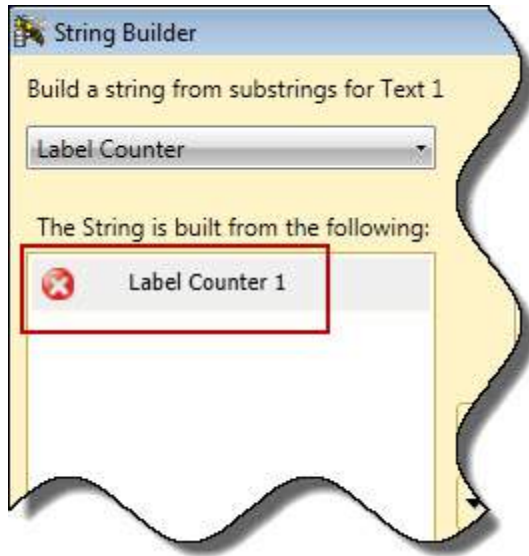 String Builder
Build a string from substrings for Text 1
Label Counter
The String is built from the following:
Label Counter 1